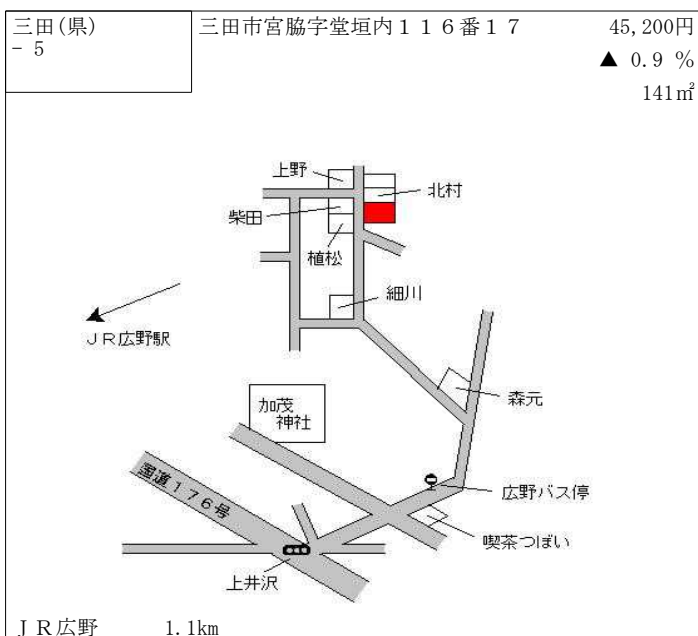 三田(県)
- 5
三田市宮脇字堂垣内１１６番１７
45,200円
▲ 0.9 %
141㎡
上野
北村
柴田
植松
細川
ＪＲ広野駅
森元
加茂
神社
国道１７６号
広野バス停
喫茶つぼい
上井沢
ＪＲ広野 1.1km